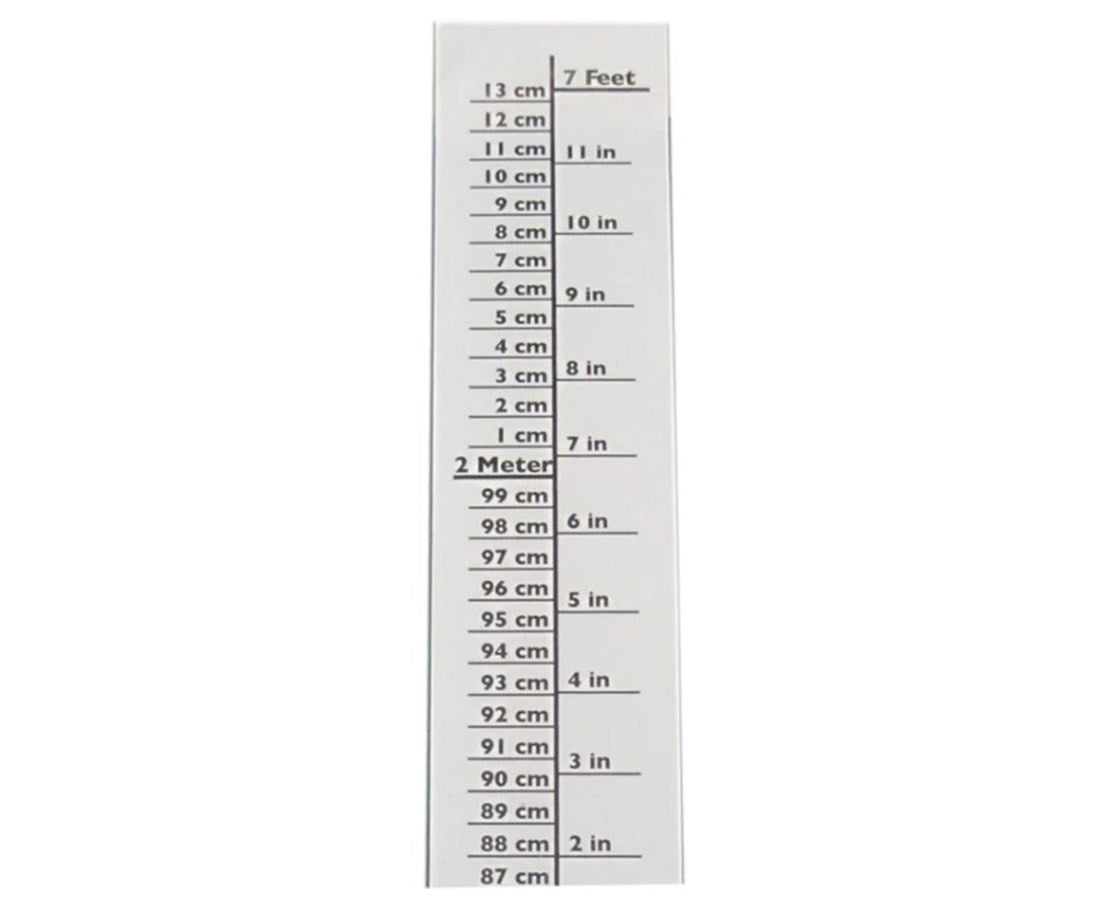 7 Feet
13 cm
12 cm
11 cm
11 in
10 cm
9 cm
10 in
8 cm
7 cm
6 cm
9 in
5 cm
4 cm
8 in
3 cm
2 cm
1 cm
7 in
2 Meter
99 cm
6 in
98 cm
97 cm
96 cm
5 in
95 cm
94 cm
4 in
93 cm
92 cm
91 cm
3 in
90 cm
89 cm
88 cm
2 in
87 cm